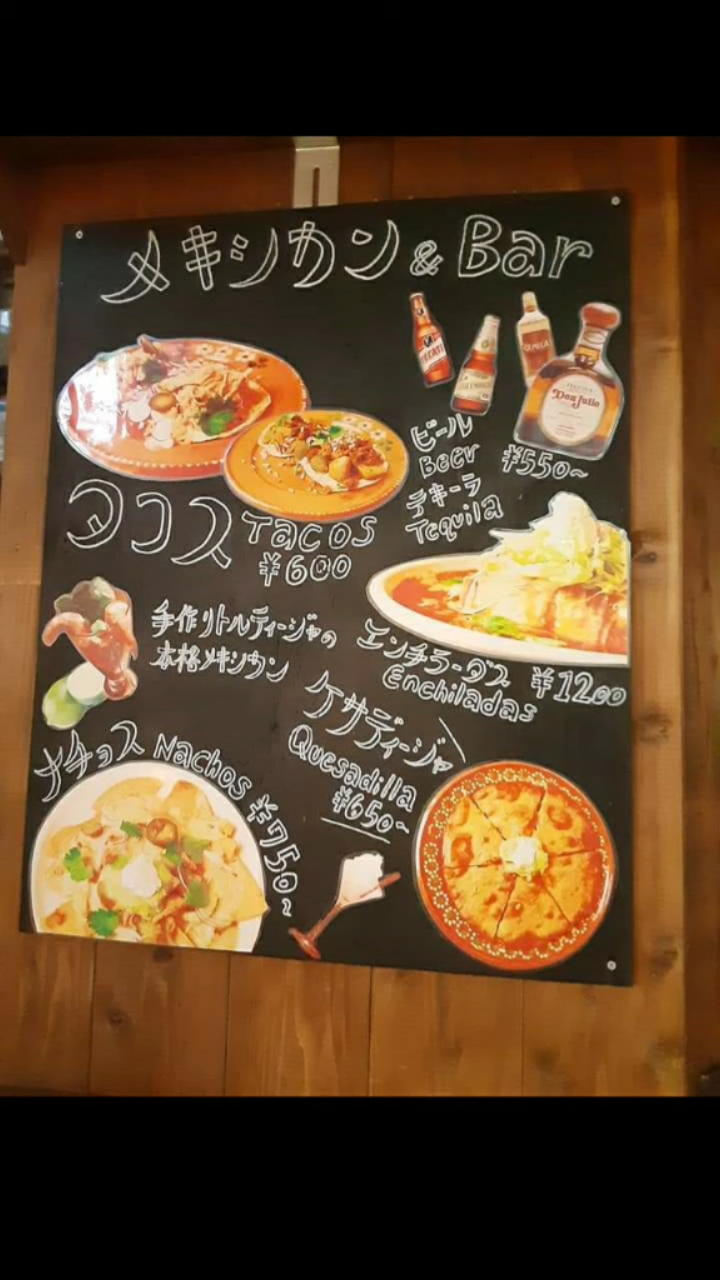 メキシカン & Bar
TECATE
Don Julio
ビール
Beer
¥550~
テキーラ
Tequila
タコス Tacos
¥600
手作りトルティージャの
本格メキシカン
エンチラーダス ¥1200
Enchiladas
ケサディージャ
Quesadilla
¥650~
ナチョス Nachos ¥750~